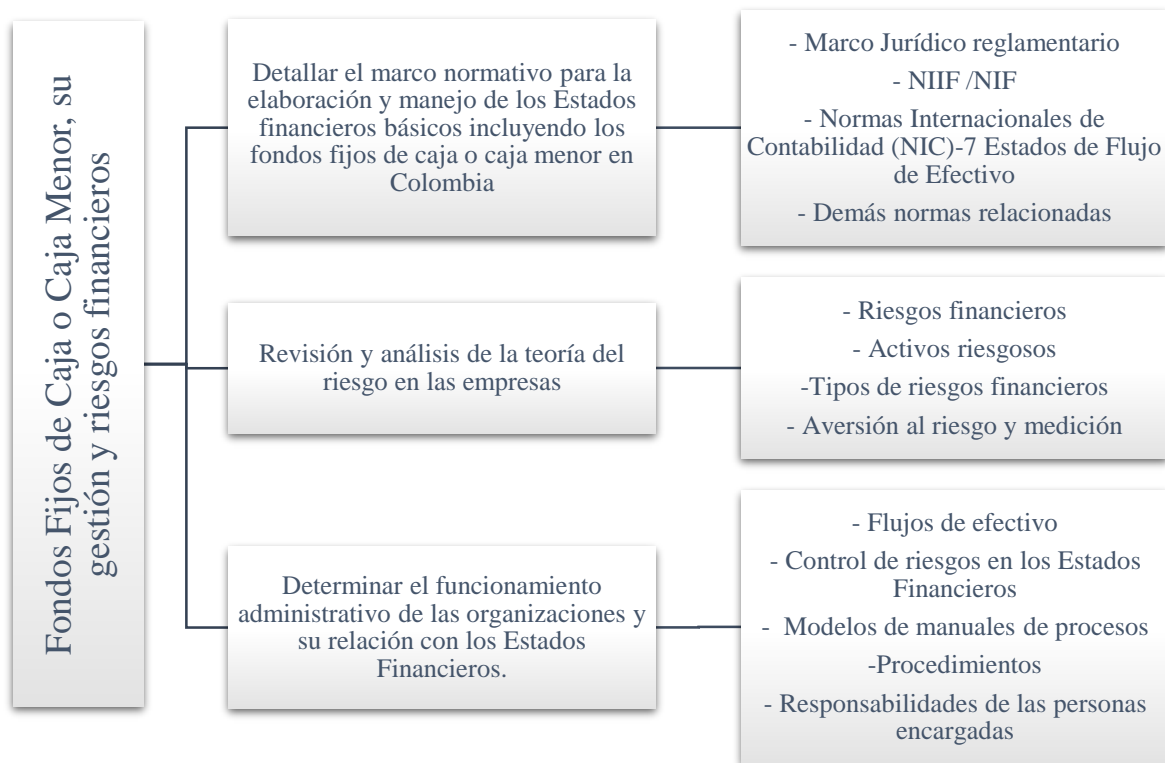 Fondos Fijos de Caja o Caja Menor, su
gestión y riesgos financieros
Detallar el marco normativo para la
elaboración y manejo de los Estados
financieros básicos incluyendo los
fondos fijos de caja o caja menor en
Colombia
- Marco Jurídico reglamentario
- NIIF /NIF
- Normas Internacionales de
Contabilidad (NIC)-7 Estados de Flujo
de Efectivo
- Demás normas relacionadas
Revisión y análisis de la teoría del
riesgo en las empresas
- Riesgos financieros
- Activos riesgosos
-Tipos de riesgos financieros
- Aversión al riesgo y medición
Determinar el funcionamiento
administrativo de las organizaciones y
su relación con los Estados
Financieros.
- Flujos de efectivo
- Control de riesgos en los Estados
Financieros
- Modelos de manuales de procesos
-Procedimientos
- Responsabilidades de las personas
encargadas